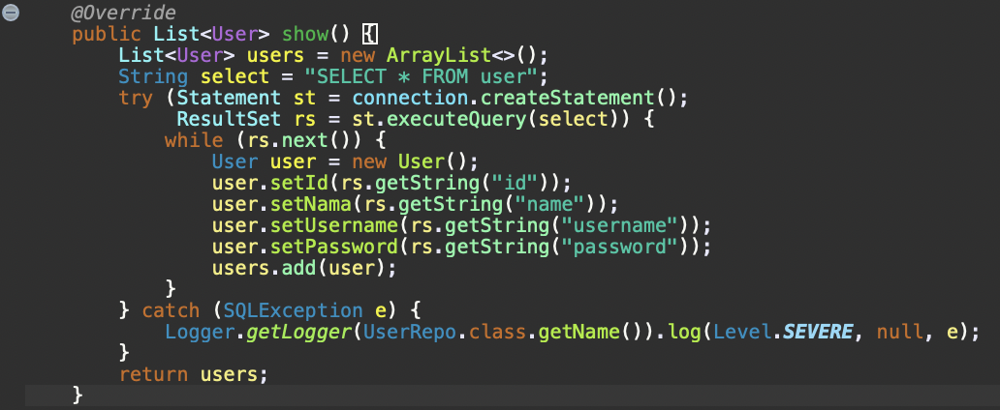 @Override
public List<User> show() {
List<User> users = new ArrayList<>();
String select = "SELECT * FROM user";
try (Statement st = connection.createStatement();
ResultSet rs = st.executeQuery(select)) {
while (rs.next()) {
User user = new User();
user.setId(rs.getString("id"));
user.setNama(rs.getString("name"));
user.setUsername(rs.getString("username"));
user.setPassword(rs.getString("password"));
users.add(user);
}
} catch (SQLException e) {
Logger.getLogger(UserRepo.class.getName()).log(Level.SEVERE, null, e);
}
return users;
}